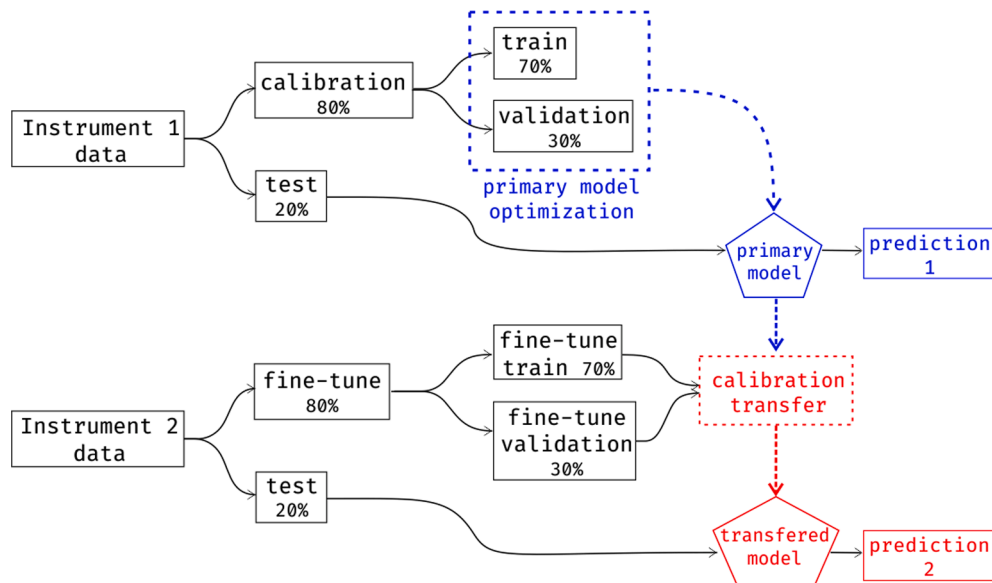 Instrument 1
data
calibration
80%
test
20%
train
70%
validation
30%
primary model
optimization
primary
model
prediction
1
Instrument 2
data
fine-tune
80%
test
20%
fine-tune
train 70%
fine-tune
validation
30%
calibration
transfer
transfered
model
prediction
2